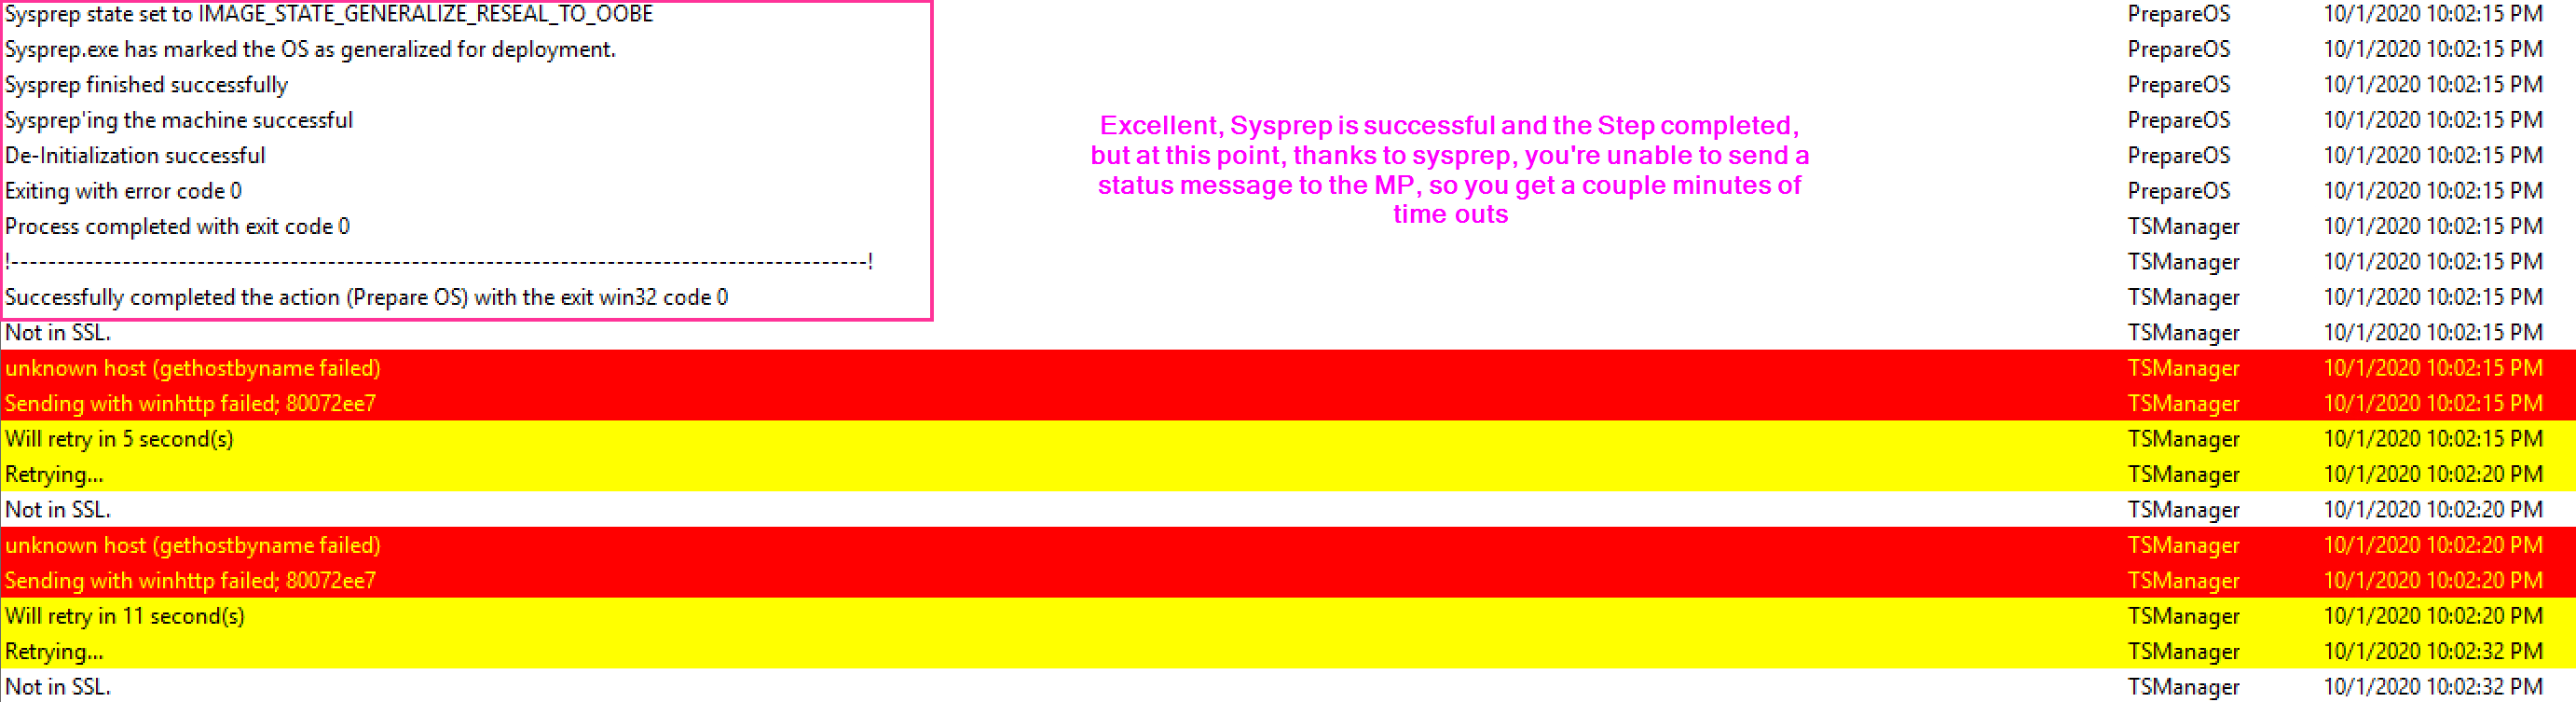 Sysprep state set to IMAGE_STATE_GENERALIZE_RESEAL_TO_OOBE PrepareOS 10/1/2020 10:02:15 PM
Sysprep.exe has marked the OS as generalized for deployment. PrepareOS 10/1/2020 10:02:15 PM
Sysprep finished successfully PrepareOS 10/1/2020 10:02:15 PM
Sysprep'ing the machine successful PrepareOS 10/1/2020 10:02:15 PM
De-Initialization successful PrepareOS 10/1/2020 10:02:15 PM
Exiting with error code 0 PrepareOS 10/1/2020 10:02:15 PM
Process completed with exit code 0 TSManager 10/1/2020 10:02:15 PM
!--------------------------------------------------------------------------------------------! TSManager 10/1/2020 10:02:15 PM
Successfully completed the action (Prepare OS) with the exit win32 code 0 TSManager 10/1/2020 10:02:15 PM
Excellent, Sysprep is successful and the Step completed,
but at this point, thanks to sysprep, you're unable to send a
status message to the MP, so you get a couple minutes of
time outs
Not in SSL. TSManager 10/1/2020 10:02:15 PM
unknown host (gethostbyname failed) TSManager 10/1/2020 10:02:15 PM
Sending with winhttp failed; 80072ee7 TSManager 10/1/2020 10:02:15 PM
Will retry in 5 second(s) TSManager 10/1/2020 10:02:15 PM
Retrying... TSManager 10/1/2020 10:02:20 PM
Not in SSL. TSManager 10/1/2020 10:02:20 PM
unknown host (gethostbyname failed) TSManager 10/1/2020 10:02:20 PM
Sending with winhttp failed; 80072ee7 TSManager 10/1/2020 10:02:20 PM
Will retry in 11 second(s) TSManager 10/1/2020 10:02:20 PM
Retrying... TSManager 10/1/2020 10:02:32 PM
Not in SSL. TSManager 10/1/2020 10:02:32 PM